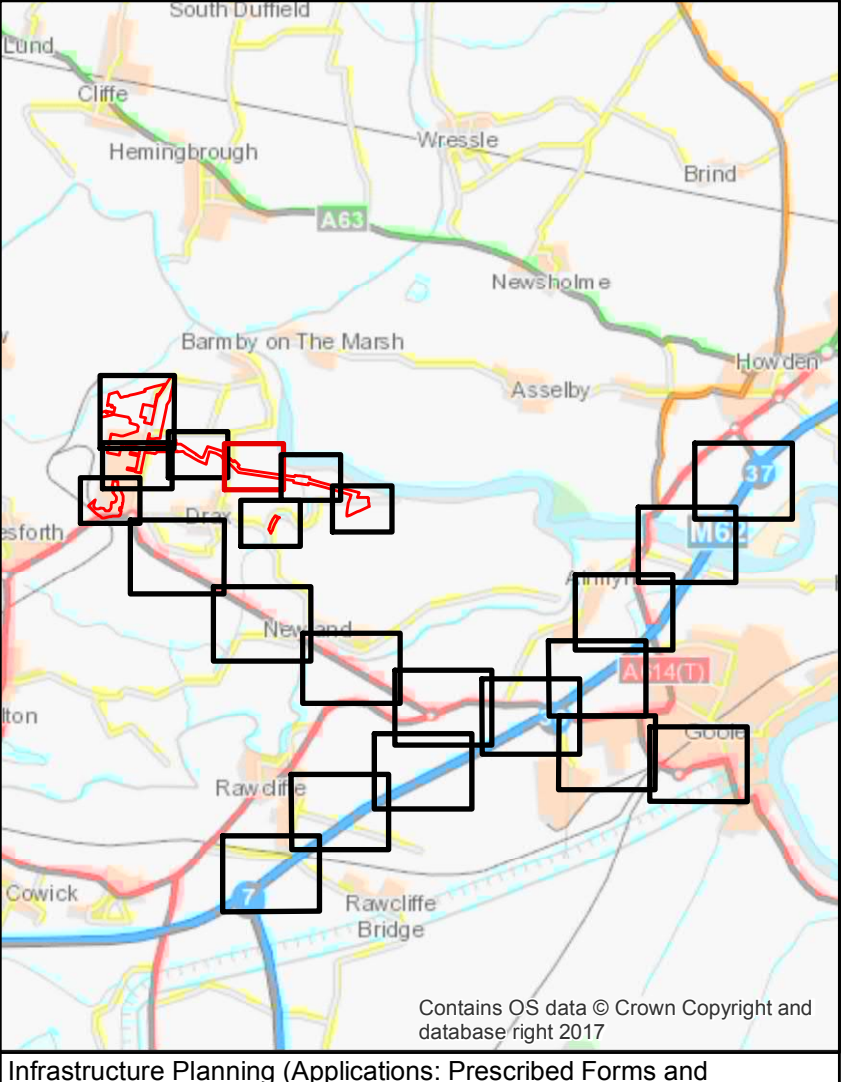 South Duffield
Lund
Cliffe
Hemingbrough
Wressle
Brind
A63
Newsholme
Barmby on The Marsh
Howden
Asselby
37
Drax
esforth
M62
Airmyn
Newland
A614(T)
lton
Goole
Rawcliffe
Cowick
7
Rawcliffe
Bridge
Contains OS data © Crown Copyright and
database right 2017
Infrastructure Planning (Applications: Prescribed Forms and